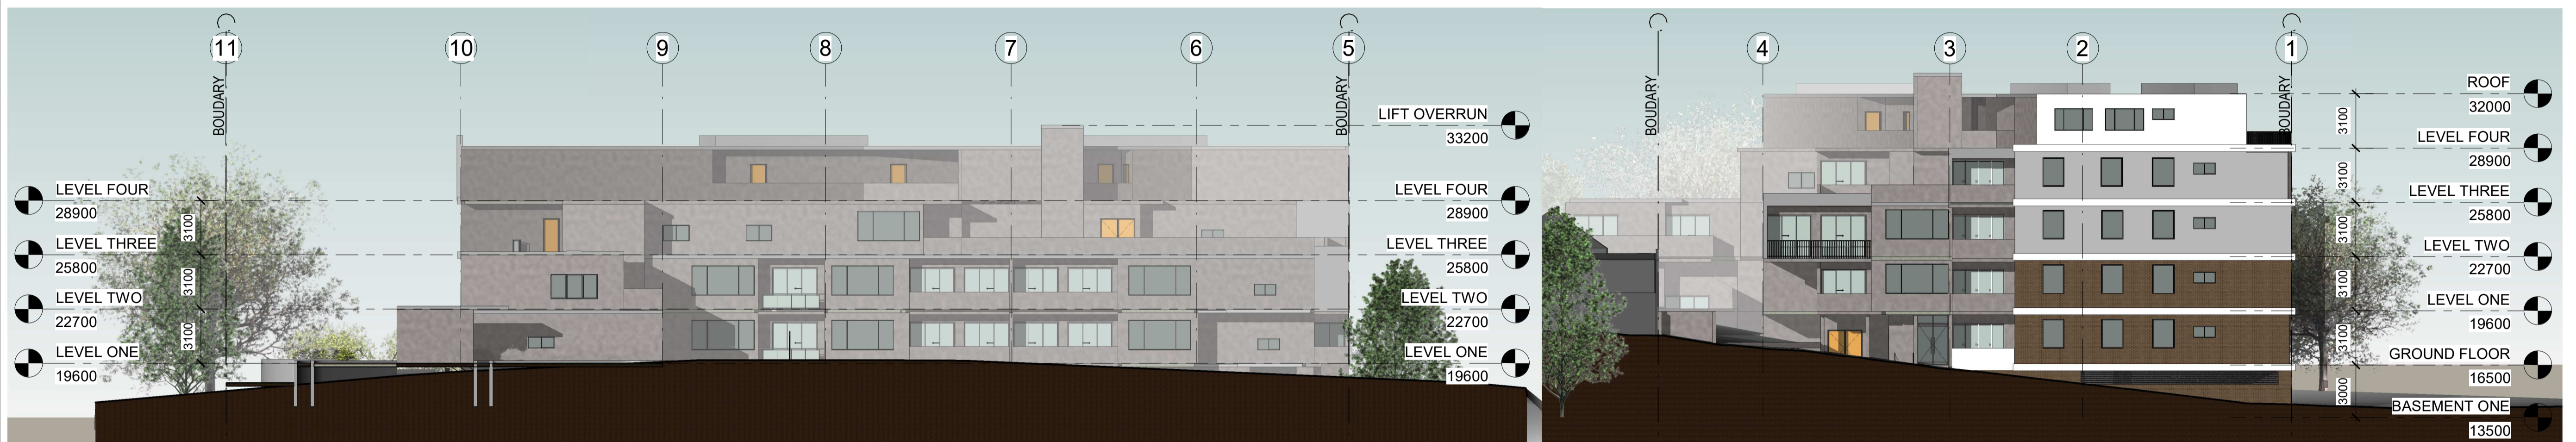 11
10
9
8
7
6
5
BOUDARY
BOUDARY
LEVEL FOUR
28900
LEVEL THREE
25800
LEVEL TWO
22700
LEVEL ONE
19600
3100
3100
3100
LIFT OVERRUN
33200
LEVEL FOUR
28900
LEVEL THREE
25800
LEVEL TWO
22700
LEVEL ONE
19600
4
3
2
1
BOUDARY
BOUDARY
ROOF
32000
LEVEL FOUR
28900
LEVEL THREE
25800
LEVEL TWO
22700
LEVEL ONE
19600
GROUND FLOOR
16500
BASEMENT ONE
13500
3100
3100
3100
3100
3100
3000